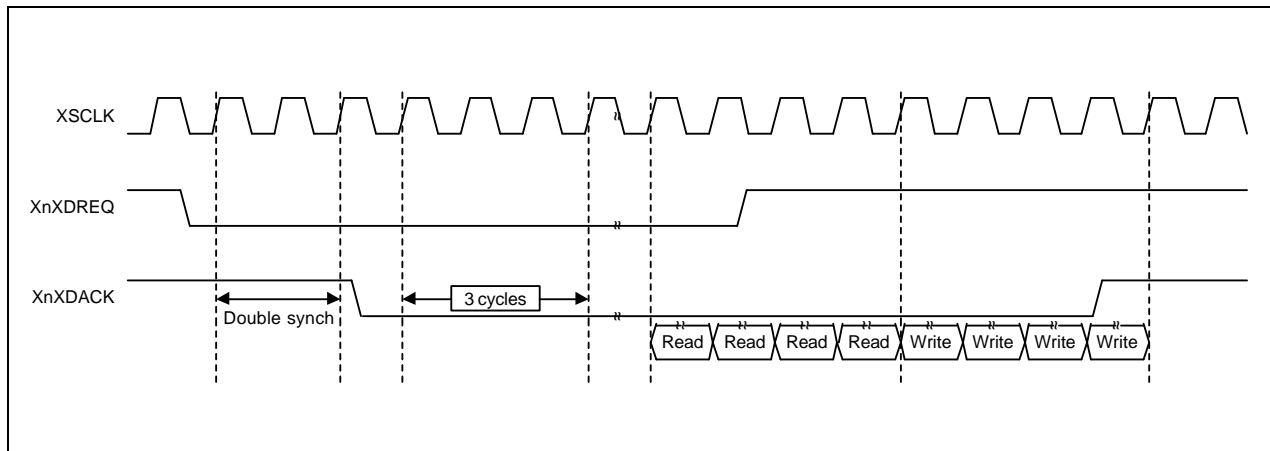 XSCLK
XnXDREQ
XnXDACK
3 cycles
Double synch
Read Read Read Read Write Write Write Write